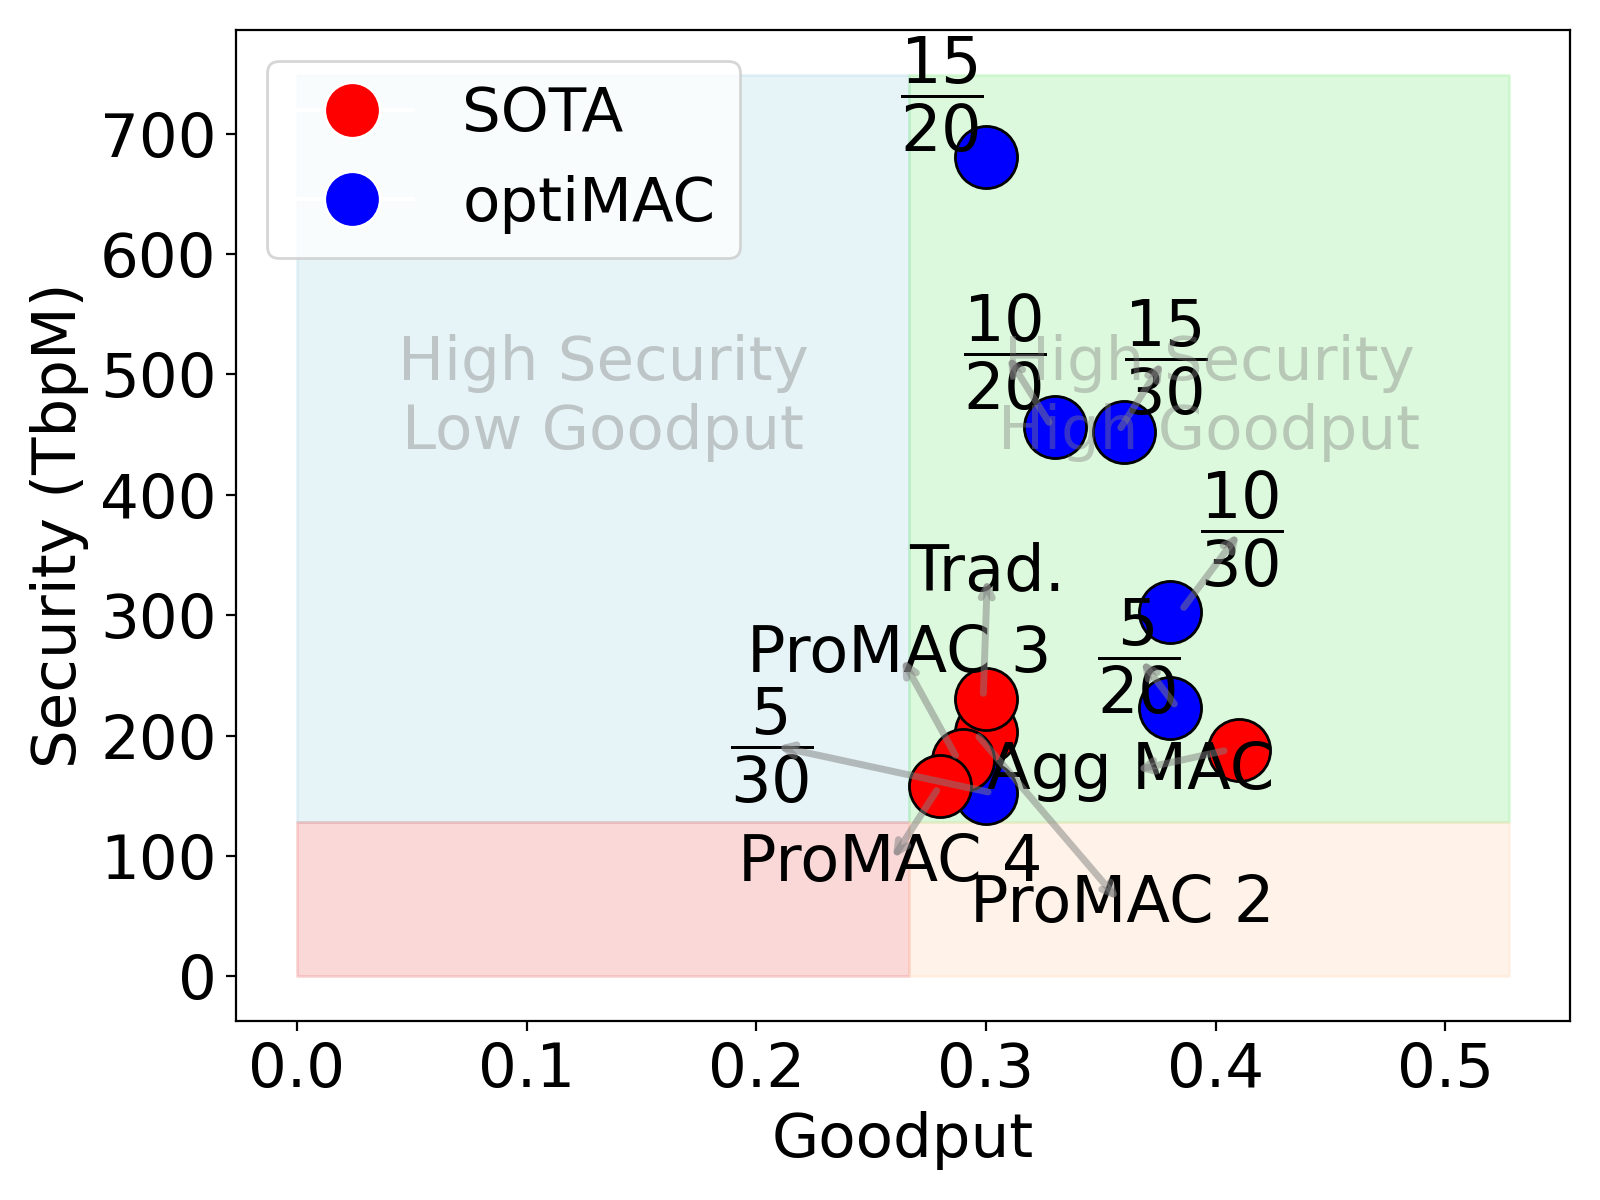 SOTA
optiMAC
High Security
Low Goodput
High Security
High Goodput
15
20
10
20
15
30
10
30
Trad.
ProMAC 3
5
20
5
30
Agg MAC
ProMAC 4
ProMAC 2
700
600
500
400
300
200
100
0
Security (TbpM)
0.0 0.1 0.2 0.3 0.4 0.5
Goodput